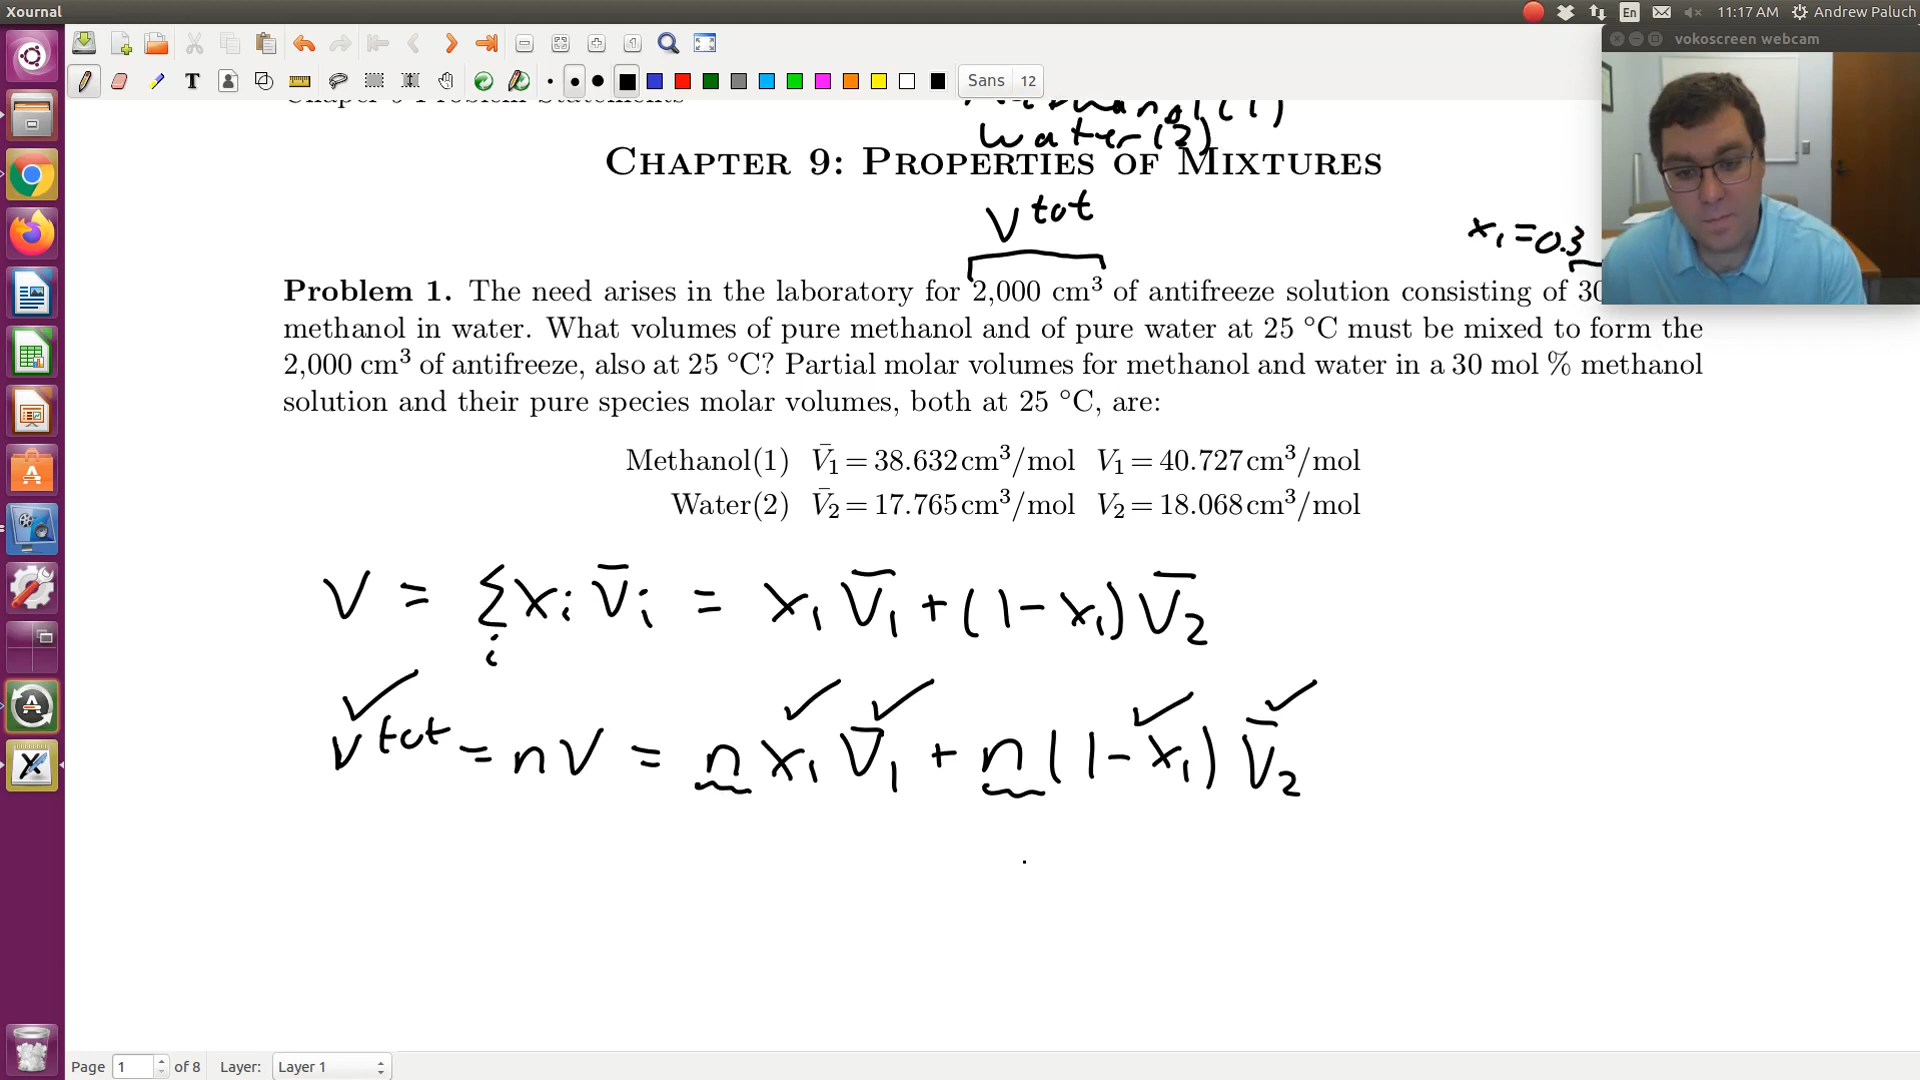 Xournal
En
11:17 AM
Andrew Paluch
vokoscreen webcam
Sans 12
Water(2)
CHAPTER 9: PROPERTIES OF MIXTURES
V^tot
x₁ = 0.3
Problem 1. The need arises in the laboratory for 2,000 cm³ of antifreeze solution consisting of 30
methanol in water. What volumes of pure methanol and of pure water at 25 °C must be mixed to form the
2,000 cm³ of antifreeze, also at 25 °C? Partial molar volumes for methanol and water in a 30 mol % methanol
solution and their pure species molar volumes, both at 25 °C, are:
Methanol(1) V̄₁ = 38.632 cm³/mol V₁ = 40.727 cm³/mol
Water(2) V̄₂ = 17.765 cm³/mol V₂ = 18.068 cm³/mol
V = Σ_i x_i V̄_i = x₁ V̄₁ + (1 - x₁) V̄₂
V^tot = nV = n x₁ V̄₁ + n (1 - x₁) V̄₂
Page 1 of 8 Layer: Layer 1